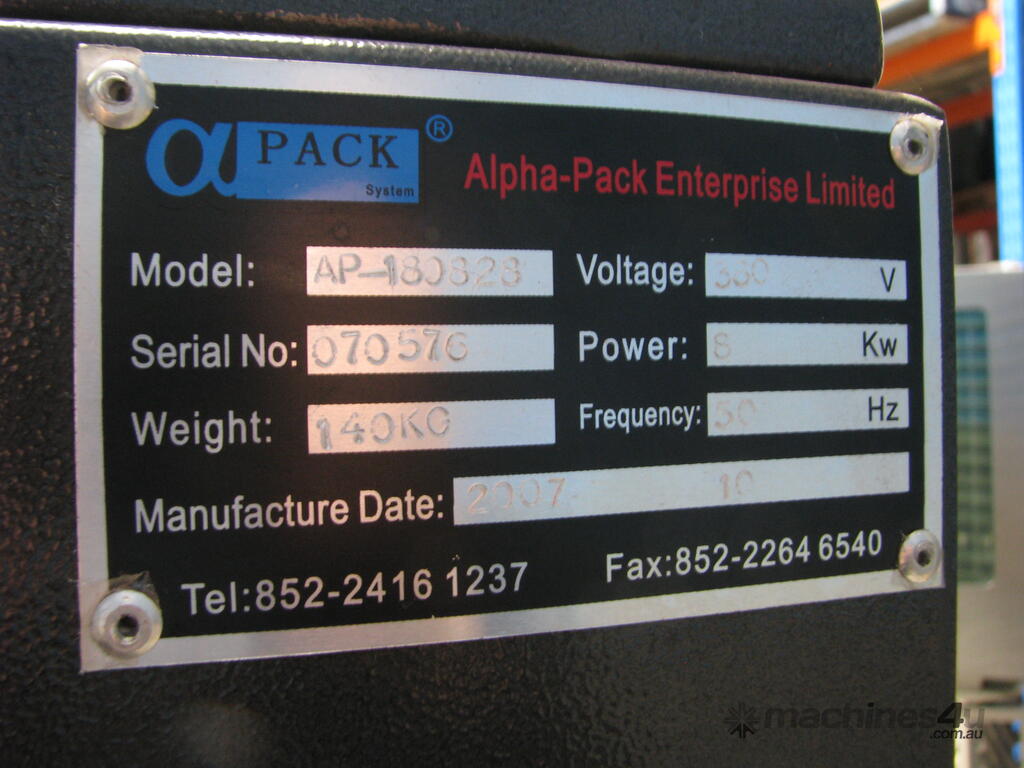 α PACK System ®
Alpha-Pack Enterprise Limited
Model: AP-180828
Voltage: 380 V
Serial No: 070576
Power: 8 Kw
Weight: 140KG
Frequency: 50 Hz
Manufacture Date: 2007 10
Tel:852-2416 1237
Fax:852-2264 6540
machines4u
.com.au